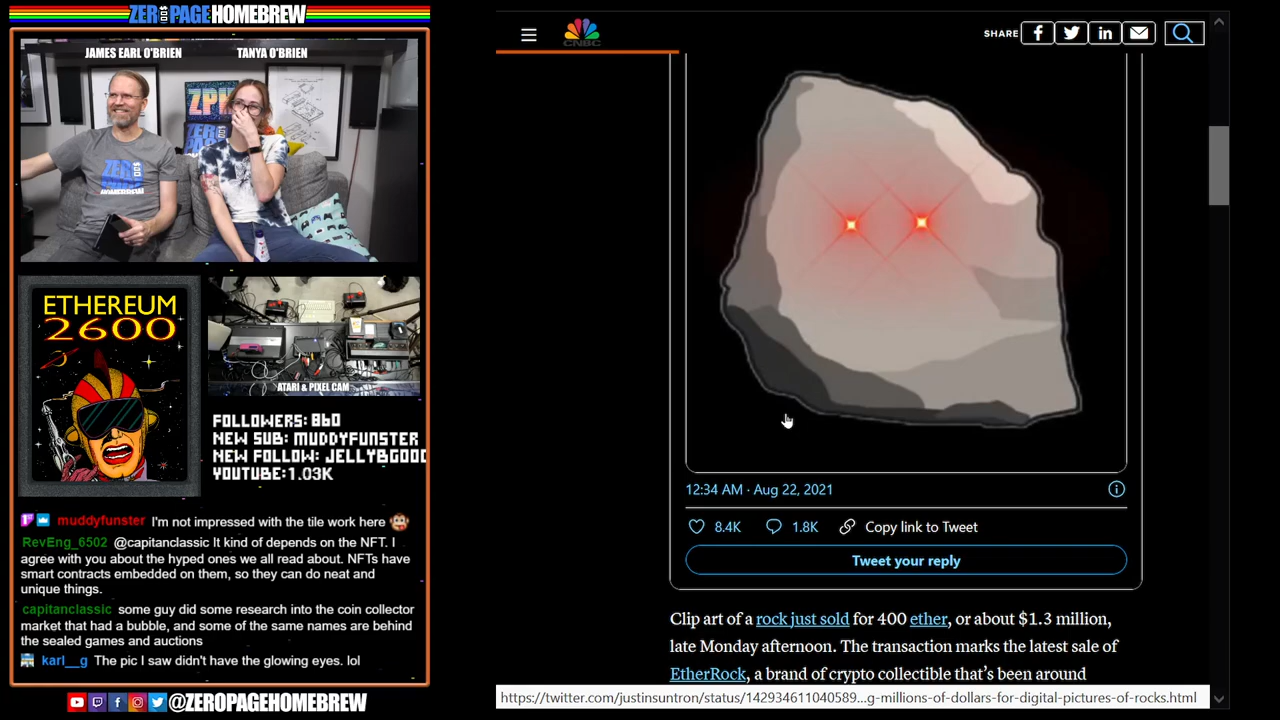 ZERO PAGE HOMEBREW
JAMES EARL O'BRIEN
TANYA O'BRIEN
ZERO
HOMEBREW
ETHEREUM
2600
ATARI & PIXEL CAM
FOLLOWERS: 860
NEW SUB: MUDDYFUNSTER
NEW FOLLOW: JELLYBGOOD
YOUTUBE:1.03K
muddyfunster I'm not impressed with the tile work here
RevEng_6502 @capitanclassic It kind of depends on the NFT. I
agree with you about the hyped ones we all read about. NFTs have
smart contracts embedded on them, so they can do neat and
unique things.
capitanclassic some guy did some research into the coin collector
market that had a bubble, and some of the same names are behind
the sealed games and auctions
karl__g The pic I saw didn't have the glowing eyes. lol
@ZEROPAGEHOMEBREW
CNBC
SHARE
12:34 AM · Aug 22, 2021
8.4K 1.8K Copy link to Tweet
Tweet your reply
Clip art of a rock just sold for 400 ether, or about $1.3 million,
late Monday afternoon. The transaction marks the latest sale of
EtherRock, a brand of crypto collectible that's been around
https://twitter.com/justinsuntron/status/142934611040589...g-millions-of-dollars-for-digital-pictures-of-rocks.html